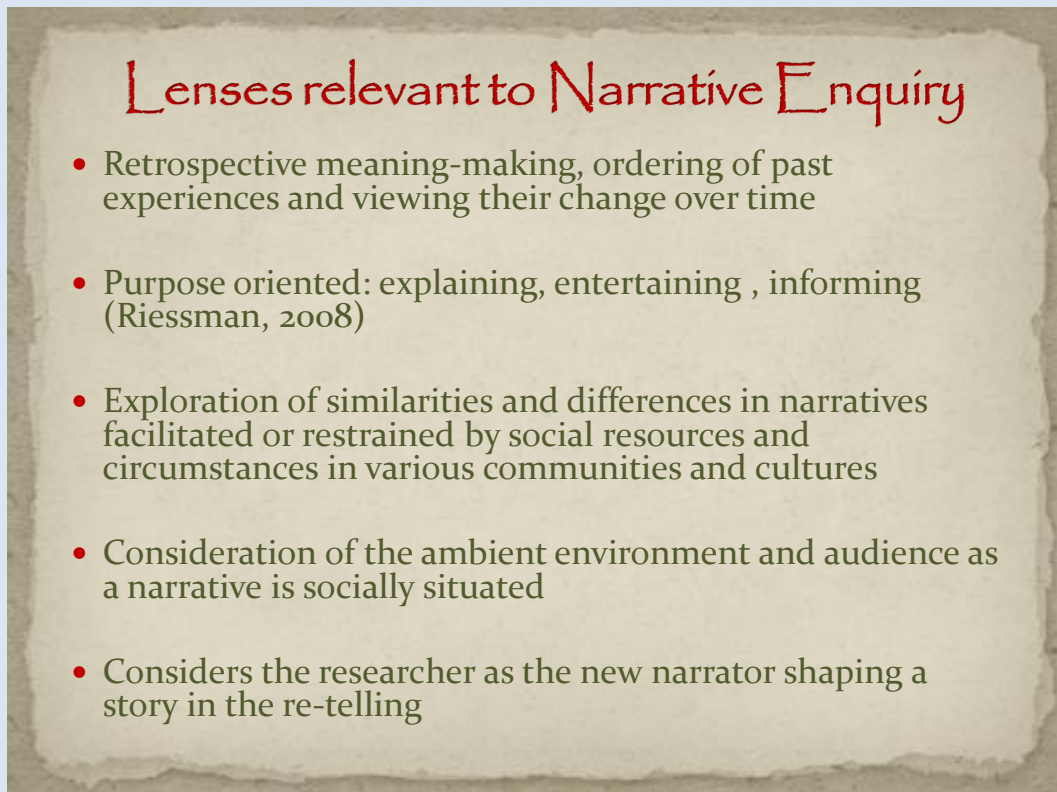 Lenses relevant to Narrative Enquiry
• Retrospective meaning-making, ordering of past
experiences and viewing their change over time
• Purpose oriented: explaining, entertaining , informing
(Riessman, 2008)
• Exploration of similarities and differences in narratives
facilitated or restrained by social resources and
circumstances in various communities and cultures
• Consideration of the ambient environment and audience as
a narrative is socially situated
• Considers the researcher as the new narrator shaping a
story in the re-telling